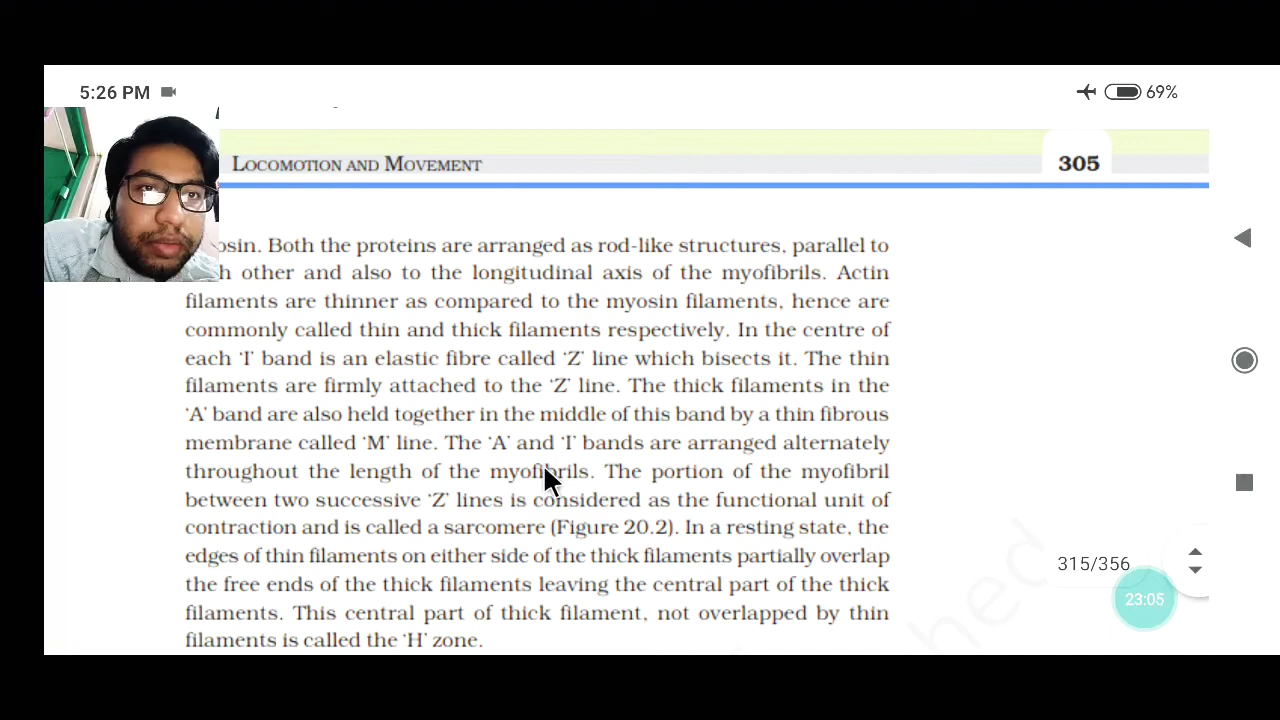 5:26 PM
69%
LOCOMOTION AND MOVEMENT
305
osin. Both the proteins are arranged as rod-like structures, parallel to
h other and also to the longitudinal axis of the myofibrils. Actin
filaments are thinner as compared to the myosin filaments, hence are
commonly called thin and thick filaments respectively. In the centre of
each ‘I’ band is an elastic fibre called ‘Z’ line which bisects it. The thin
filaments are firmly attached to the ‘Z’ line. The thick filaments in the
‘A’ band are also held together in the middle of this band by a thin fibrous
membrane called ‘M’ line. The ‘A’ and ‘I’ bands are arranged alternately
throughout the length of the myofibrils. The portion of the myofibril
between two successive ‘Z’ lines is considered as the functional unit of
contraction and is called a sarcomere (Figure 20.2). In a resting state, the
edges of thin filaments on either side of the thick filaments partially overlap
the free ends of the thick filaments leaving the central part of the thick
filaments. This central part of thick filament, not overlapped by thin
filaments is called the ‘H’ zone.
315/356
23:05
hed